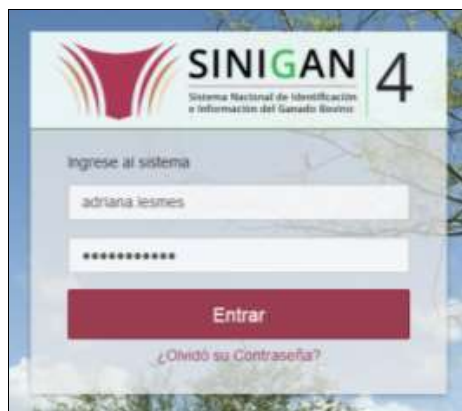 SINIGAN 4
Sistema Nacional de Identificación
e Información del Ganado Bovino
Ingrese al sistema
adriana lesmes
•••••••••••
Entrar
¿Olvidó su Contraseña?